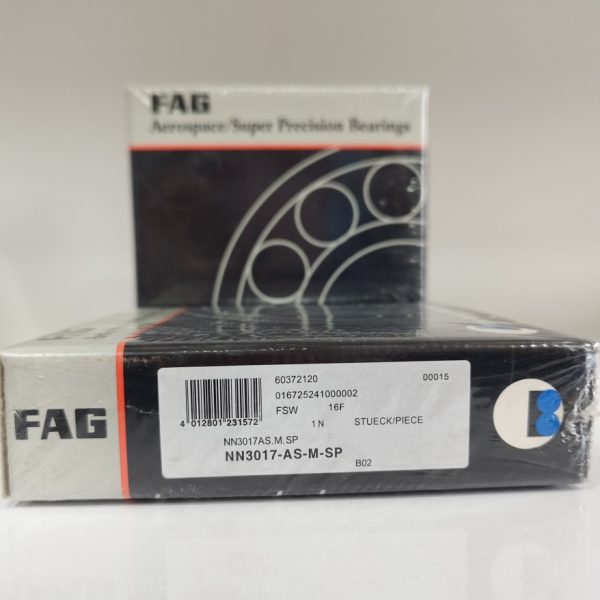 FAG
Aerospace/Super Precision Bearings
FAG
60372120
00015
016725241000002
FSW 16F
4 012801 231572
1 N STUECK/PIECE
NN3017AS.M.SP
NN3017-AS-M-SP
B02